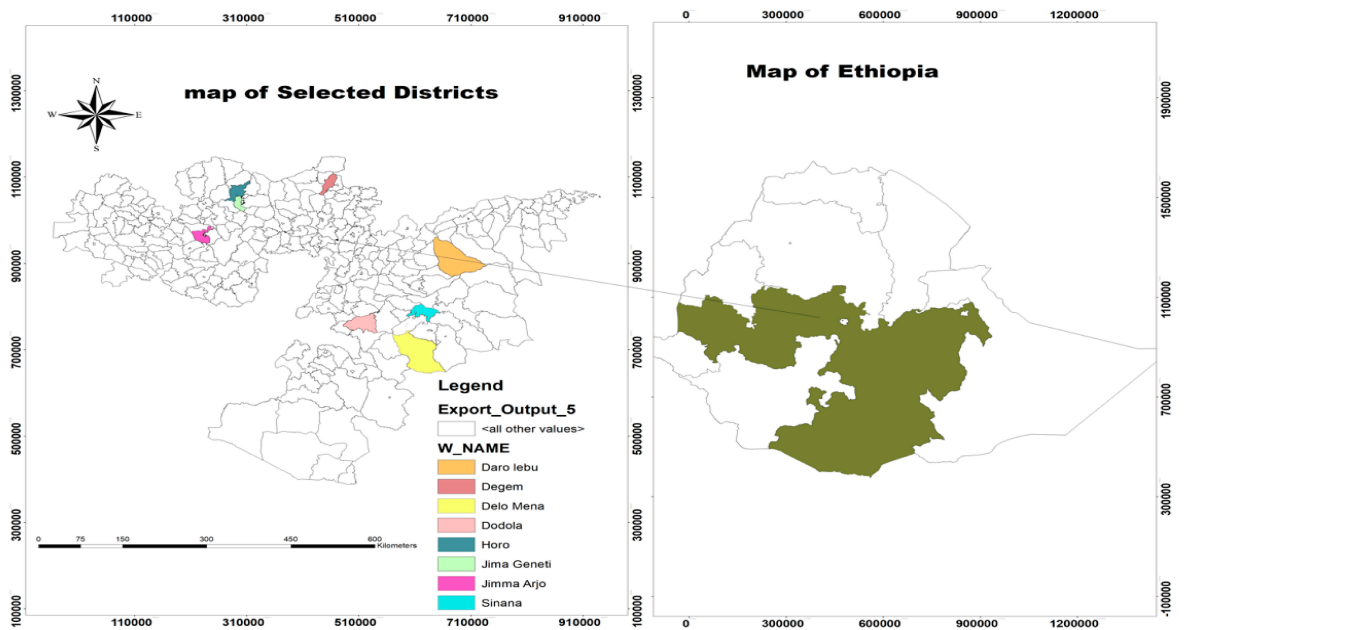 110000 310000 510000 710000 910000
map of Selected Districts
N
W E
S
1300000
1100000
900000
700000
500000
300000
100000
1300000
1100000
900000
700000
500000
300000
100000
Legend
Export_Output_5
<all other values>
W_NAME
Daro lebu
Degem
Delo Mena
Dodola
Horo
Jima Geneti
Jimma Arjo
Sinana
0 75 150 300 450 600
Kilometers
110000 310000 510000 710000 910000
0 300000 600000 900000 1200000
Map of Ethiopia
1900000
1500000
1100000
700000
300000
-100000
0 300000 600000 900000 1200000